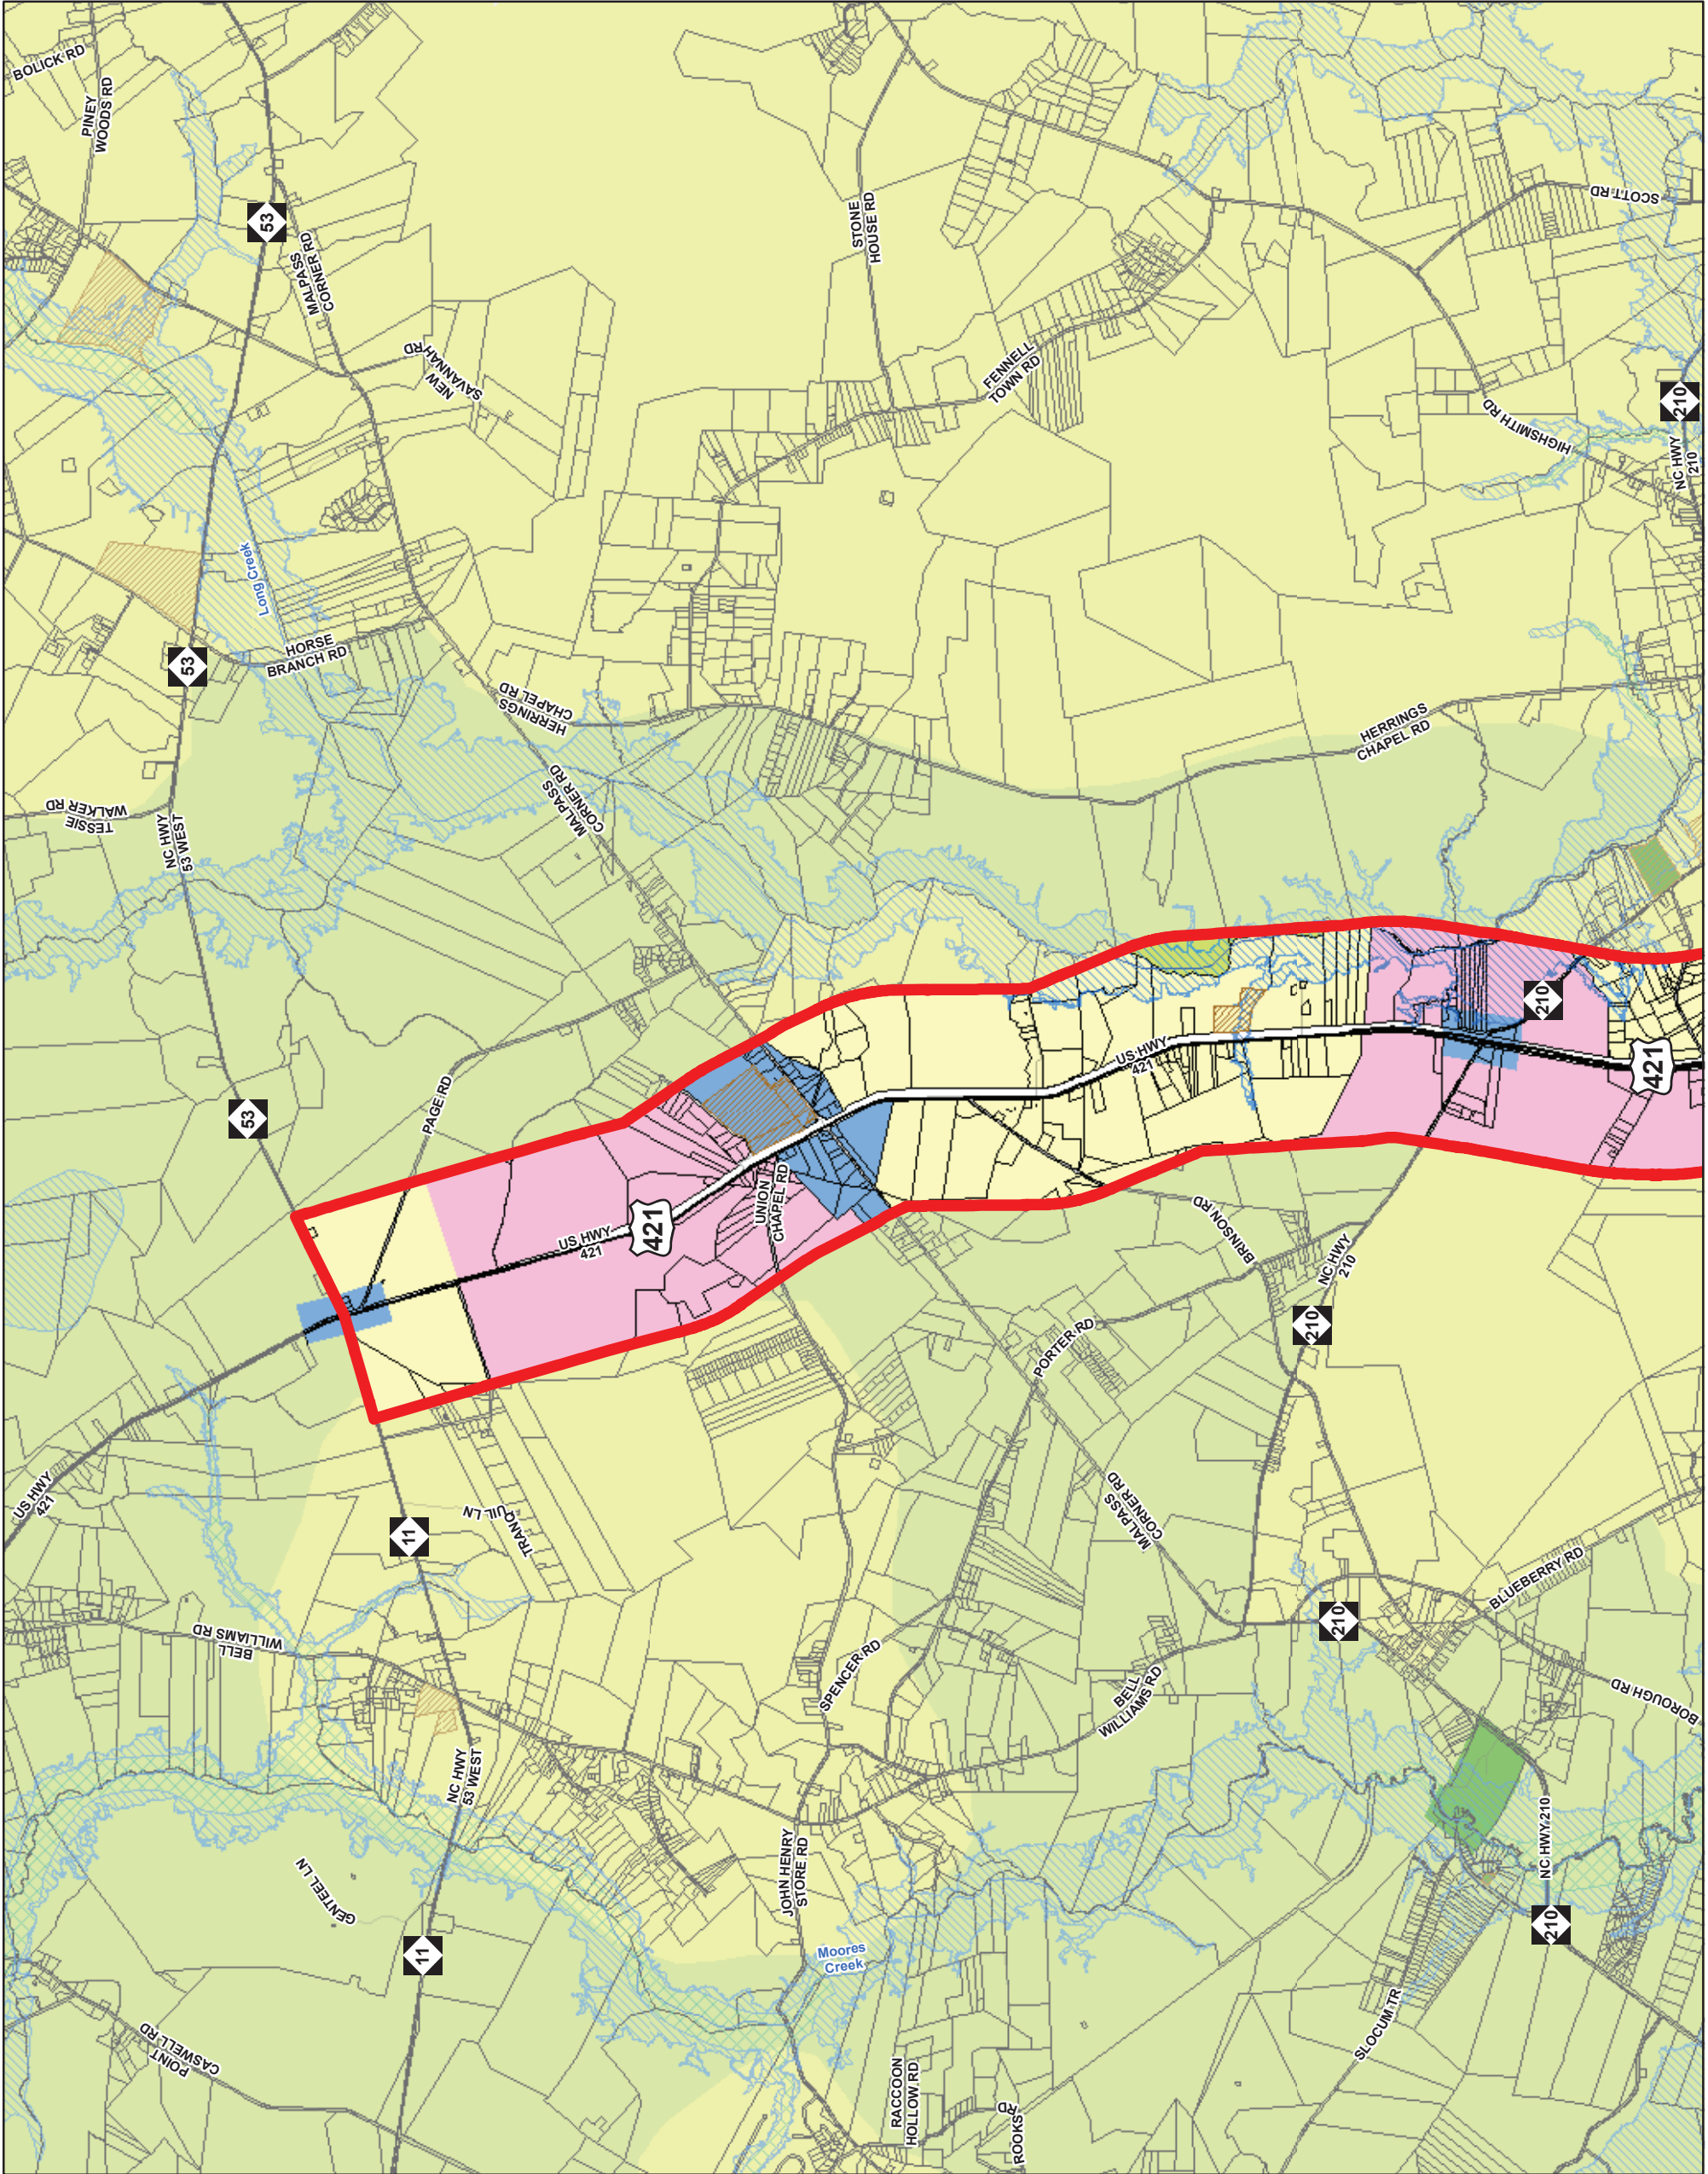 BOLICK RD
PINEY
WOODS RD
53
MALPASS
CORNER RD
NEW
SAVANNAH RD
STONE
HOUSE RD
FENNELL
TOWN RD
SCOTT RD
HIGHSMITH RD
210
NC HWY
210
Long Creek
HORSE
BRANCH RD
53
HERRINGS
CHAPEL RD
HERRINGS
CHAPEL RD
TESSIE
WALKER RD
NC HWY
53 WEST
MALPASS
CORNER RD
53
PAGE RD
US HWY
421
210
421
US HWY
421
421
UNION
CHAPEL RD
BRINSON RD
NC HWY
210
210
PORTER RD
US HWY
421
11
TRANQ
UIL LN
MALPASS
CORNER RD
BLUEBERRY RD
210
BELL
WILLIAMS RD
SPENCER RD
BELL
WILLIAMS RD
BOROUGH RD
NC HWY
53 WEST
GENTEEL LN
JOHN HENRY
STORE RD
NC HWY 210
210
11
Moores
Creek
SLOCUM TR
POINT
CASWELL RD
RACCOON
HOLLOW RD
ROOKS
RD